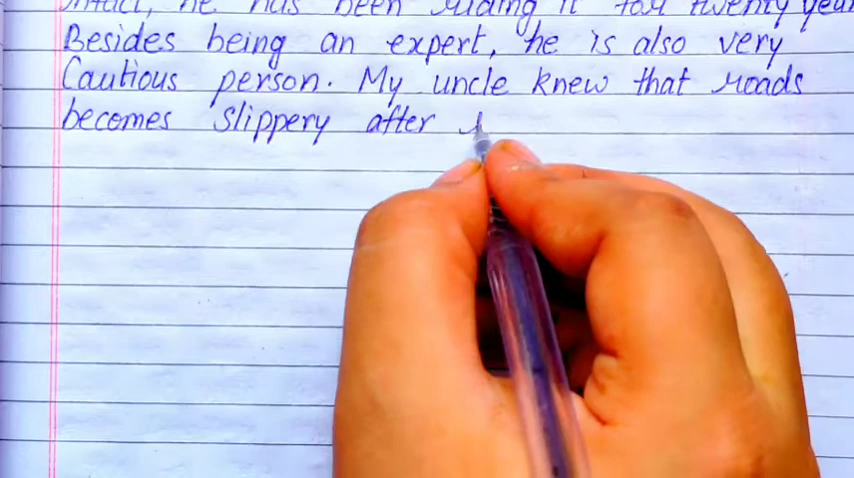 he has been riding it for twenty year
Besides being an expert, he is also very
Cautious person. My uncle knew that roads
becomes slippery after